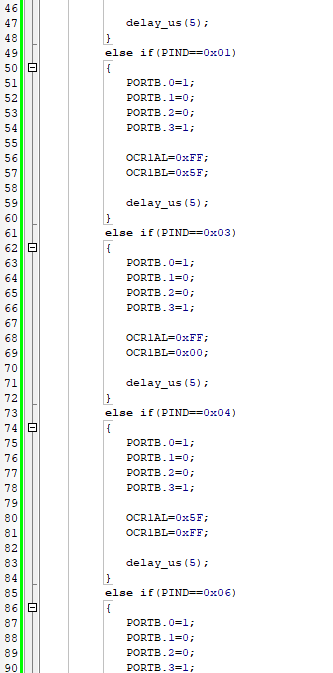 46
47 delay_us(5);
48 }
49 else if(PIND==0x01)
50 {
51 PORTB.0=1;
52 PORTB.1=0;
53 PORTB.2=0;
54 PORTB.3=1;
55
56 OCR1AL=0xFF;
57 OCR1BL=0x5F;
58
59 delay_us(5);
60 }
61 else if(PIND==0x03)
62 {
63 PORTB.0=1;
64 PORTB.1=0;
65 PORTB.2=0;
66 PORTB.3=1;
67
68 OCR1AL=0xFF;
69 OCR1BL=0x00;
70
71 delay_us(5);
72 }
73 else if(PIND==0x04)
74 {
75 PORTB.0=1;
76 PORTB.1=0;
77 PORTB.2=0;
78 PORTB.3=1;
79
80 OCR1AL=0x5F;
81 OCR1BL=0xFF;
82
83 delay_us(5);
84 }
85 else if(PIND==0x06)
86 {
87 PORTB.0=1;
88 PORTB.1=0;
89 PORTB.2=0;
90 PORTB.3=1;